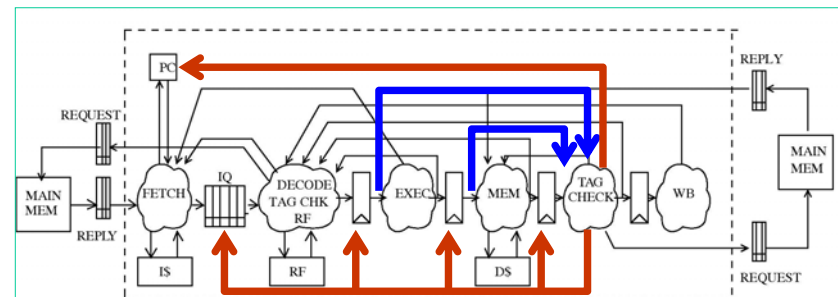 PC
REPLY
REQUEST
IQ
FETCH
DECODE
TAG CHK
RF
EXEC
MEM
TAG
CHECK
WB
MAIN
MEM
MAIN
MEM
REPLY
I$
RF
D$
REQUEST